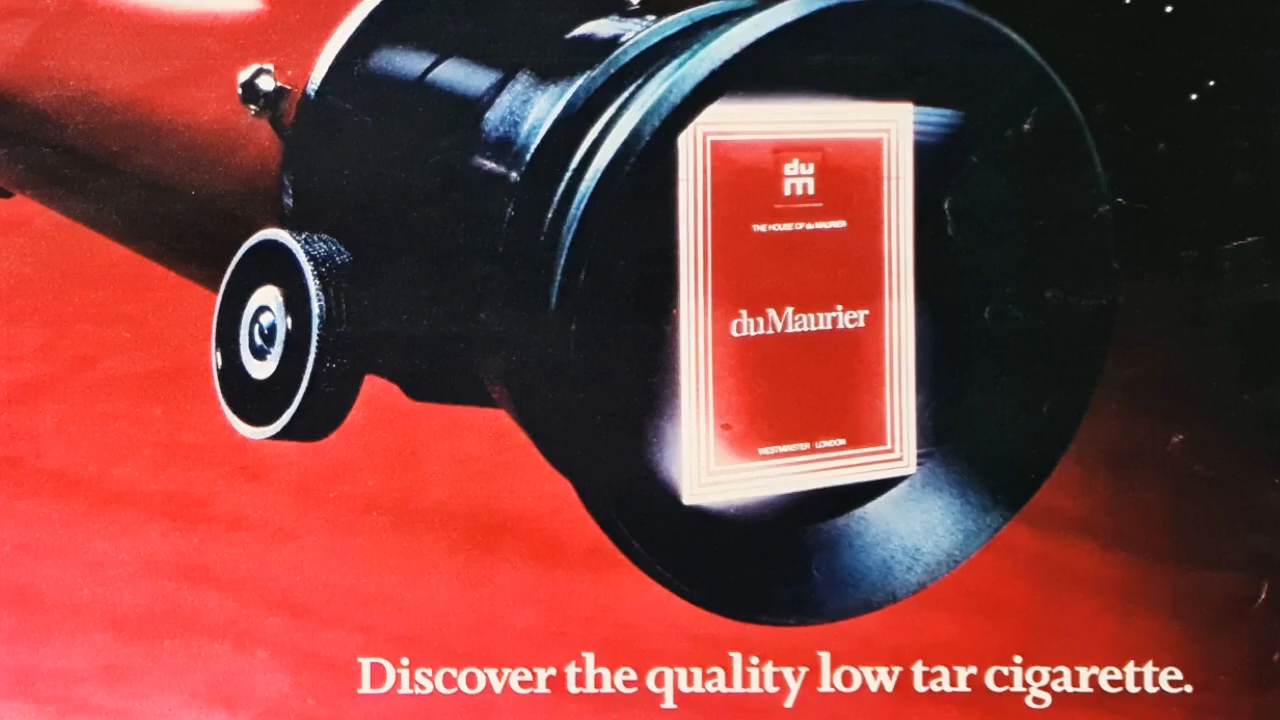 du
m
THE HOUSE OF du MAURIER
duMaurier
WESTMINSTER · LONDON
Discover the quality low tar cigarette.